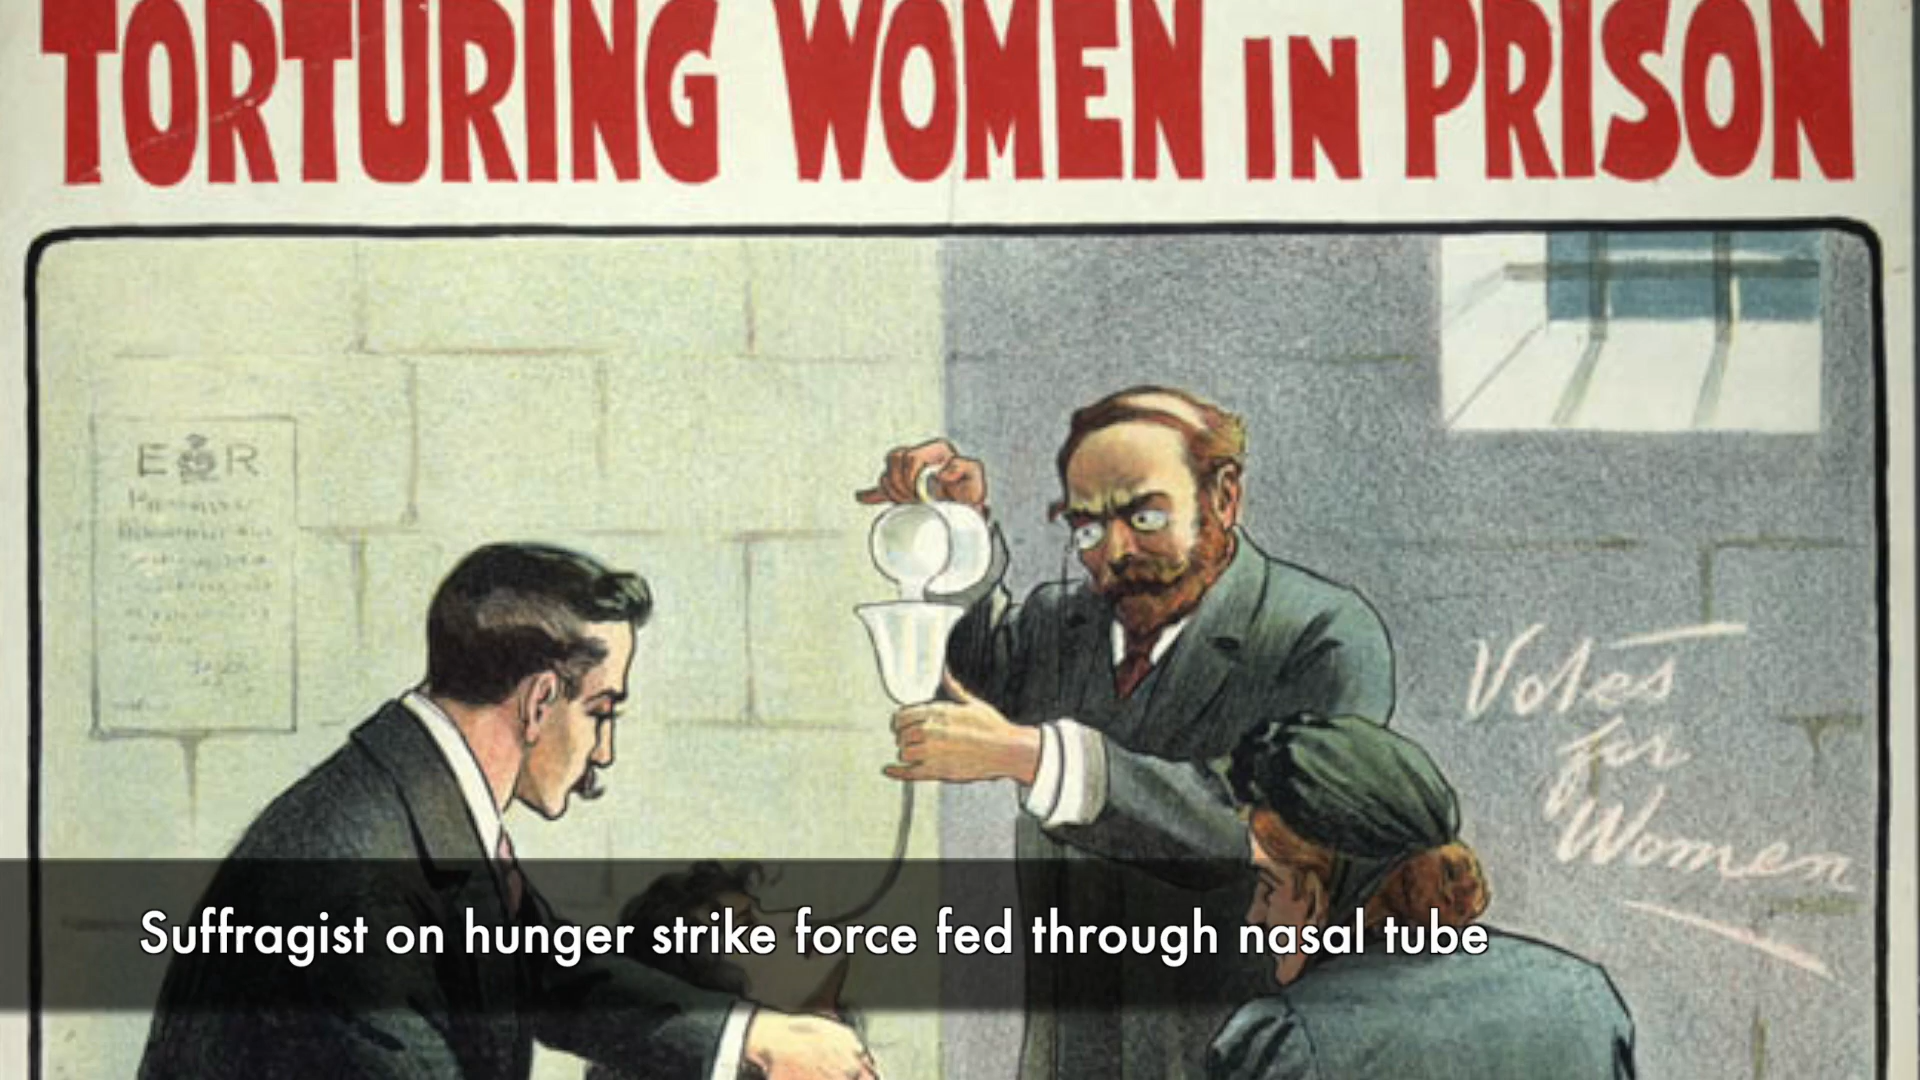 TORTURING WOMEN IN PRISON
E R
Votes
for
Women
Suffragist on hunger strike force fed through nasal tube